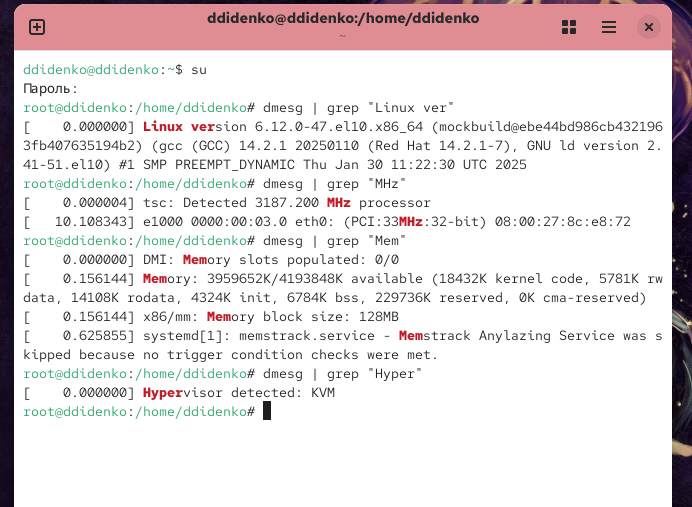 ddidenko@ddidenko:/home/ddidenko
~
ddidenko@ddidenko:~$ su
Пароль:
root@ddidenko:/home/ddidenko# dmesg | grep "Linux ver"
[    0.000000] Linux version 6.12.0-47.el10.x86_64 (mockbuild@ebe44bd986cb432196
3fb407635194b2) (gcc (GCC) 14.2.1 20250110 (Red Hat 14.2.1-7), GNU ld version 2.
41-51.el10) #1 SMP PREEMPT_DYNAMIC Thu Jan 30 11:22:30 UTC 2025
root@ddidenko:/home/ddidenko# dmesg | grep "MHz"
[    0.000004] tsc: Detected 3187.200 MHz processor
[   10.108343] e1000 0000:00:03.0 eth0: (PCI:33MHz:32-bit) 08:00:27:8c:e8:72
root@ddidenko:/home/ddidenko# dmesg | grep "Mem"
[    0.000000] DMI: Memory slots populated: 0/0
[    0.156144] Memory: 3959652K/4193848K available (18432K kernel code, 5781K rw
data, 14108K rodata, 4324K init, 6784K bss, 229736K reserved, 0K cma-reserved)
[    0.156144] x86/mm: Memory block size: 128MB
[    0.625855] systemd[1]: memstrack.service - Memstrack Anylazing Service was s
kipped because no trigger condition checks were met.
root@ddidenko:/home/ddidenko# dmesg | grep "Hyper"
[    0.000000] Hypervisor detected: KVM
root@ddidenko:/home/ddidenko#